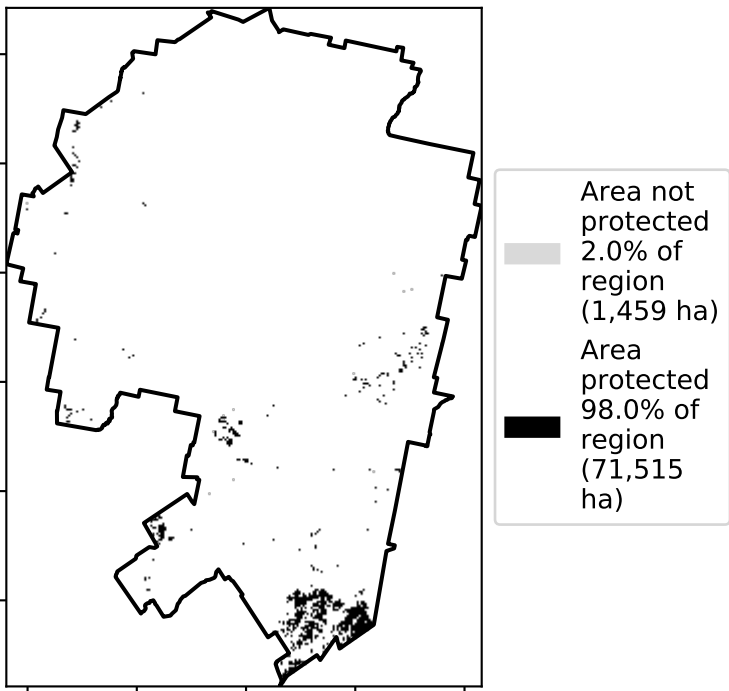 Area not
protected
2.0% of
region
(1,459 ha)
Area
protected
98.0% of
region
(71,515
ha)